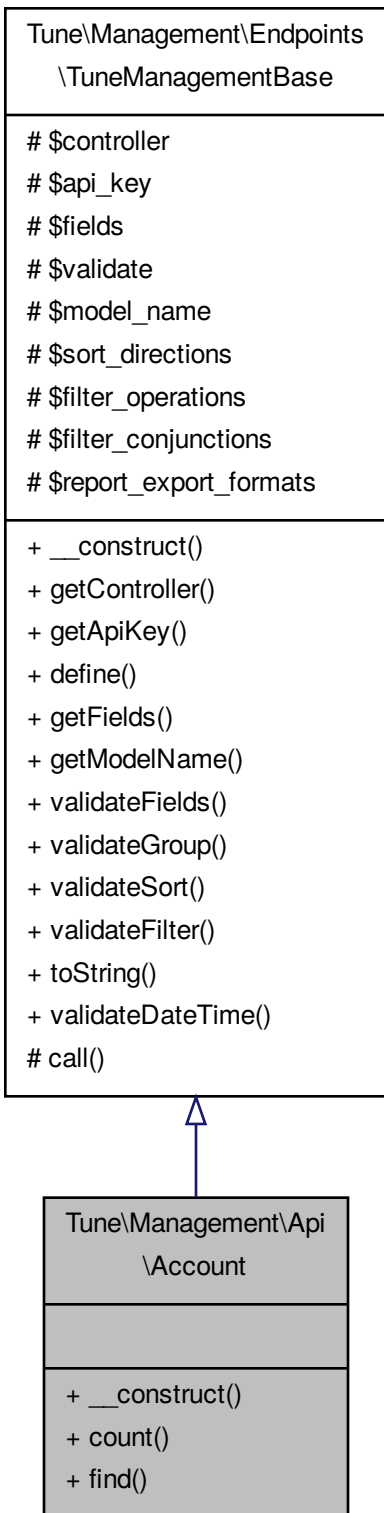 Tune\Management\Endpoints
\TuneManagementBase
# $controller
# $api_key
# $fields
# $validate
# $model_name
# $sort_directions
# $filter_operations
# $filter_conjunctions
# $report_export_formats
+ __construct()
+ getController()
+ getApiKey()
+ define()
+ getFields()
+ getModelName()
+ validateFields()
+ validateGroup()
+ validateSort()
+ validateFilter()
+ toString()
+ validateDateTime()
# call()
Tune\Management\Api
\Account
+ __construct()
+ count()
+ find()